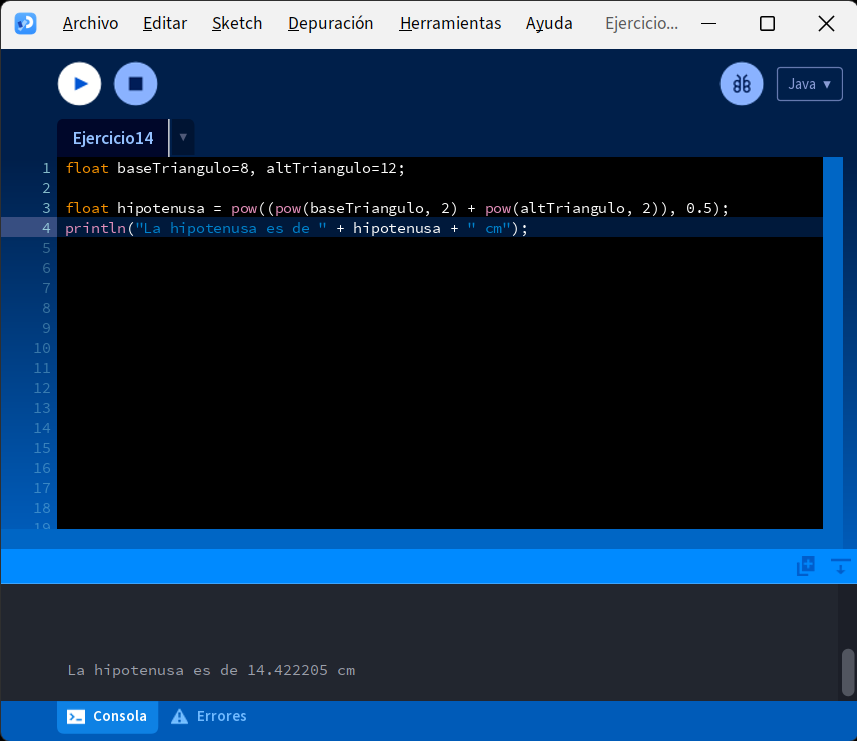 Archivo Editar Sketch Depuración Herramientas Ayuda Ejercicio...
Java ▾
Ejercicio14 ▾
1 float baseTriangulo=8, altTriangulo=12;
2
3 float hipotenusa = pow((pow(baseTriangulo, 2) + pow(altTriangulo, 2)), 0.5);
4 println("La hipotenusa es de " + hipotenusa + " cm");
5
6
7
8
9
10
11
12
13
14
15
16
17
18
19
La hipotenusa es de 14.422205 cm
Consola Errores